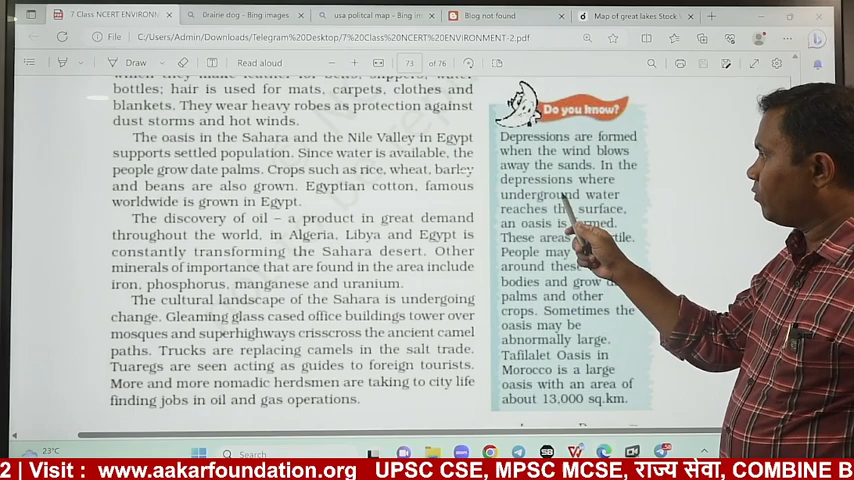 7 Class NCERT ENVIRONM
0rairie dog - Bing images
usa politcal map - Bing im
Blog not found
Map of great lakes Stock V
File
C:/Users/Admin/Downloads/Telegram%20Desktop/7%20Class%20NCERT%20ENVIRONMENT-2.pdf
Draw
Read aloud
73
of 76
bottles; hair is used for mats, carpets, clothes and
blankets. They wear heavy robes as protection against
dust storms and hot winds.
The oasis in the Sahara and the Nile Valley in Egypt
supports settled population. Since water is available, the
people grow date palms. Crops such as rice, wheat, barley
and beans are also grown. Egyptian cotton, famous
worldwide is grown in Egypt.
The discovery of oil – a product in great demand
throughout the world, in Algeria, Libya and Egypt is
constantly transforming the Sahara desert. Other
minerals of importance that are found in the area include
iron, phosphorus, manganese and uranium.
The cultural landscape of the Sahara is undergoing
change. Gleaming glass cased office buildings tower over
mosques and superhighways crisscross the ancient camel
paths. Trucks are replacing camels in the salt trade.
Tuaregs are seen acting as guides to foreign tourists.
More and more nomadic herdsmen are taking to city life
finding jobs in oil and gas operations.
Do you know?
Depressions are formed
when the wind blows
away the sands. In the
depressions where
underground water
reaches the surface,
an oasis is formed.
These areas
People may
around these
bodies and grow
palms and other
crops. Sometimes the
oasis may be
abnormally large.
Tafilalet Oasis in
Morocco is a large
oasis with an area of
about 13,000 sq.km.
23°C
Search
2 | Visit : www.aakarfoundation.org UPSC CSE, MPSC MCSE, राज्य सेवा, COMBINE B